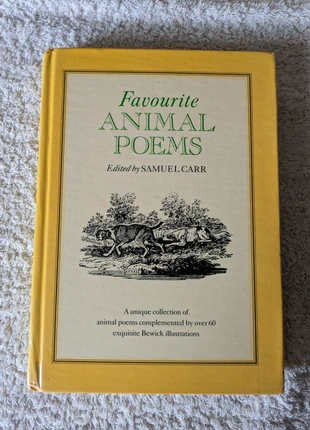 Favourite
ANIMAL
POEMS
Edited by SAMUEL CARR
A unique collection of
animal poems complemented by over 60
exquisite Bewick illustrations